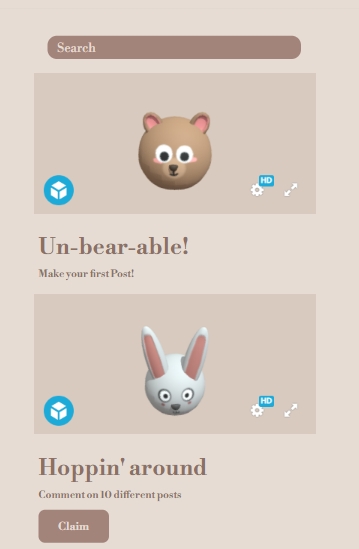 Search
HD
Un-bear-able!
Make your first Post!
HD
Hoppin' around
Comment on 10 different posts
Claim